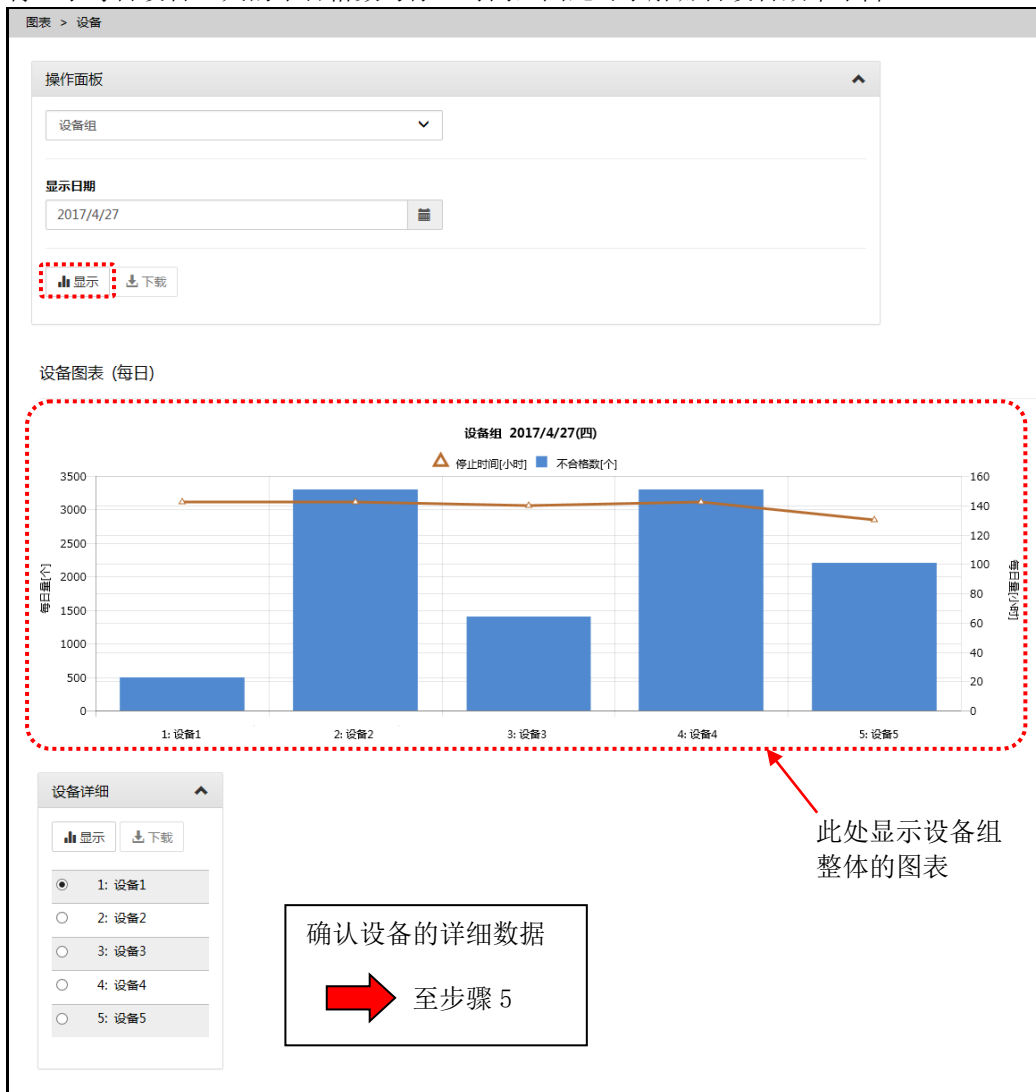 图表 > 设备
操作面板
设备组
显示日期
2017/4/27
显示 下载
设备图表 (每日)
设备组 2017/4/27(四)
停止时间[小时] 不合格数[个]
3500
3000
2500
2000
1500
1000
500
0
每日量[个]
160
140
120
100
80
60
40
20
0
每日量[小时]
1: 设备1
2: 设备2
3: 设备3
4: 设备4
5: 设备5
设备详细
显示 下载
1: 设备1
2: 设备2
3: 设备3
4: 设备4
5: 设备5
此处显示设备组
整体的图表
确认设备的详细数据
至步骤 5